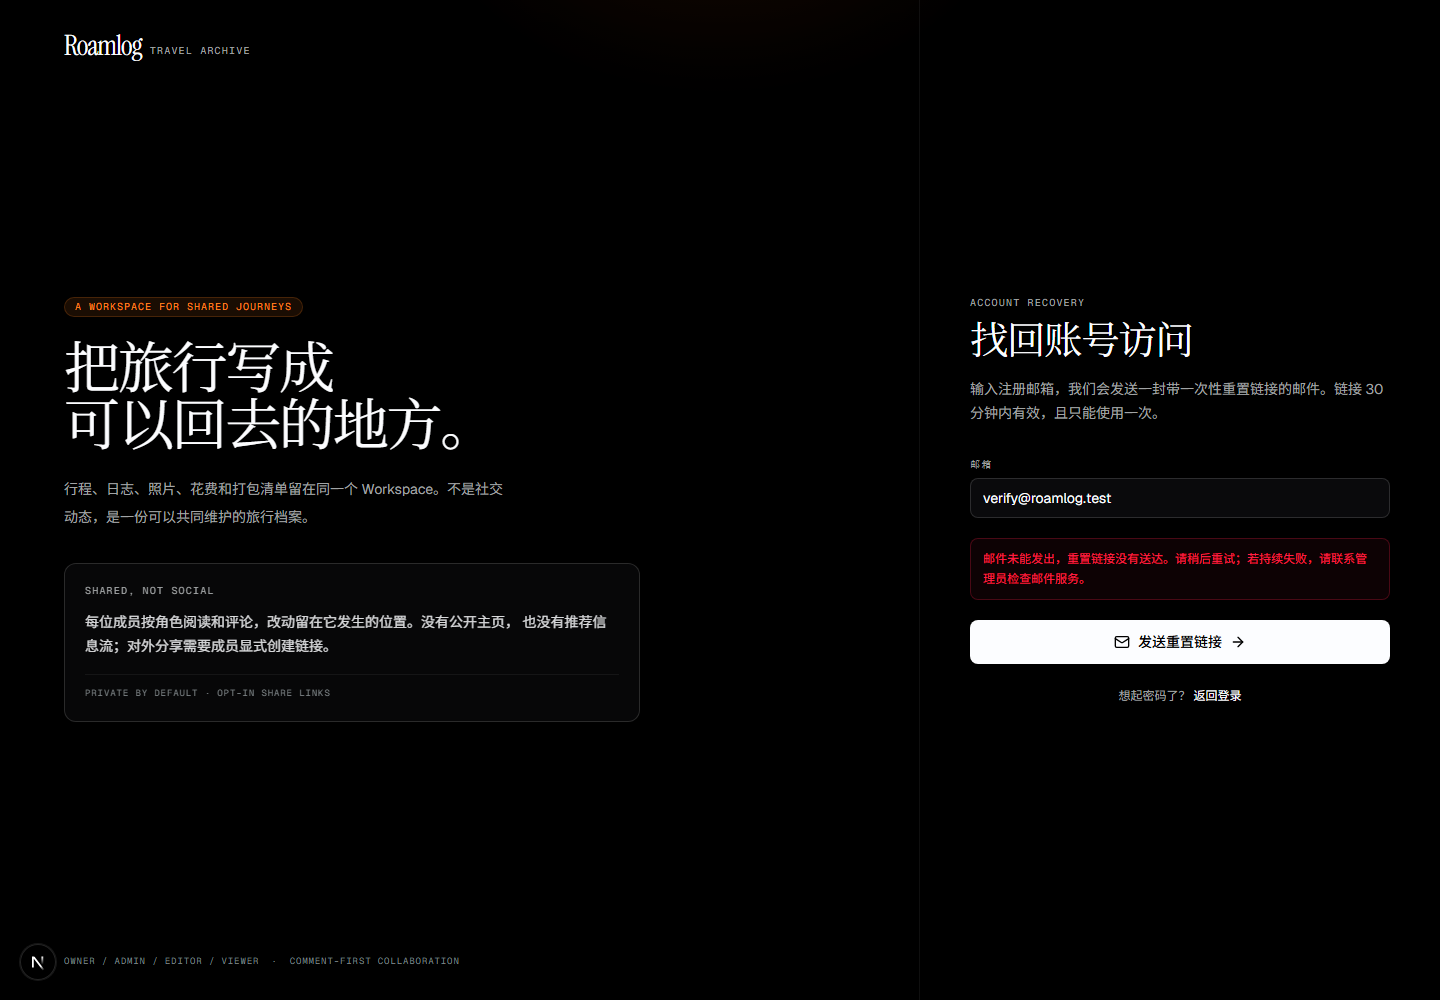 Roamlog TRAVEL ARCHIVE
A WORKSPACE FOR SHARED JOURNEYS
把旅行写成
可以回去的地方。
行程、日志、照片、花费和打包清单留在同一个 Workspace。不是社交
动态，是一份可以共同维护的旅行档案。
SHARED, NOT SOCIAL
每位成员按角色阅读和评论，改动留在它发生的位置。没有公开主页， 也没有推荐信
息流；对外分享需要成员显式创建链接。
PRIVATE BY DEFAULT · OPT-IN SHARE LINKS
N
OWNER / ADMIN / EDITOR / VIEWER · COMMENT-FIRST COLLABORATION
ACCOUNT RECOVERY
找回账号访问
输入注册邮箱，我们会发送一封带一次性重置链接的邮件。链接 30
分钟内有效，且只能使用一次。
邮箱
verify@roamlog.test
邮件未能发出，重置链接没有送达。请稍后重试；若持续失败，请联系管
理员检查邮件服务。
发送重置链接
想起密码了？ 返回登录